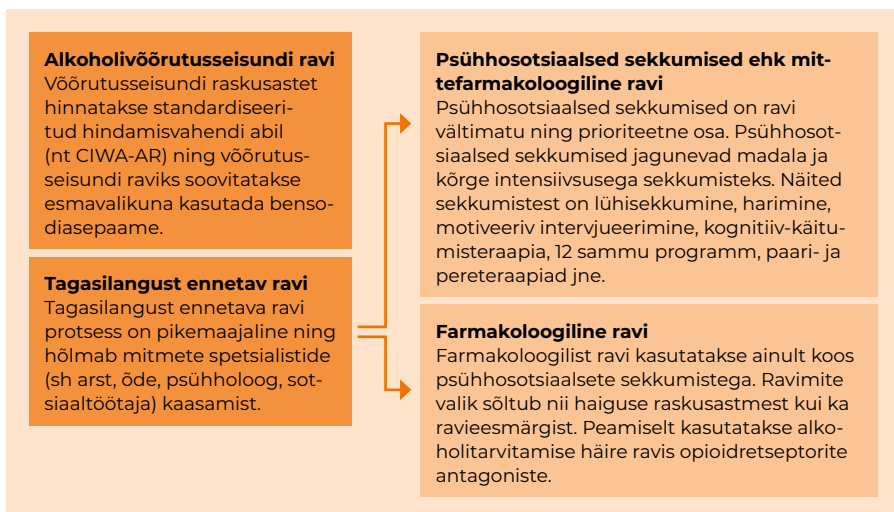 Alkoholivõõrutusseisundi ravi
Võõrutusseisundi raskusastet
hinnatakse standardiseeri-
tud hindamisvahendi abil
(nt CIWA-AR) ning võõrutus-
seisundi raviks soovitatakse
esmavalikuna kasutada benso-
diasepaame.
Tagasilangust ennetav ravi
Tagasilangust ennetava ravi
protsess on pikemaajaline ning
hõlmab mitmete spetsialistide
(sh arst, õde, psühholoog, sot-
siaaltöötaja) kaasamist.
Psühhosotsiaalsed sekkumised ehk mit-
tefarmakoloogiline ravi
Psühhosotsiaalsed sekkumised on ravi
vältimatu ning prioriteetne osa. Psühhosot-
siaalsed sekkumised jagunevad madala ja
kõrge intensiivsusega sekkumisteks. Näited
sekkumistest on lühisekkumine, harimine,
motiveeriv intervjueerimine, kognitiiv-käitu-
misteraapia, 12 sammu programm, paari- ja
pereteraapiad jne.
Farmakoloogiline ravi
Farmakoloogilist ravi kasutatakse ainult koos
psühhosotsiaalsete sekkumistega. Ravimite
valik sõltub nii haiguse raskusastmest kui ka
ravieesmärgist. Peamiselt kasutatakse alko-
holitarvitamise häire ravis opioidretseptorite
antagoniste.